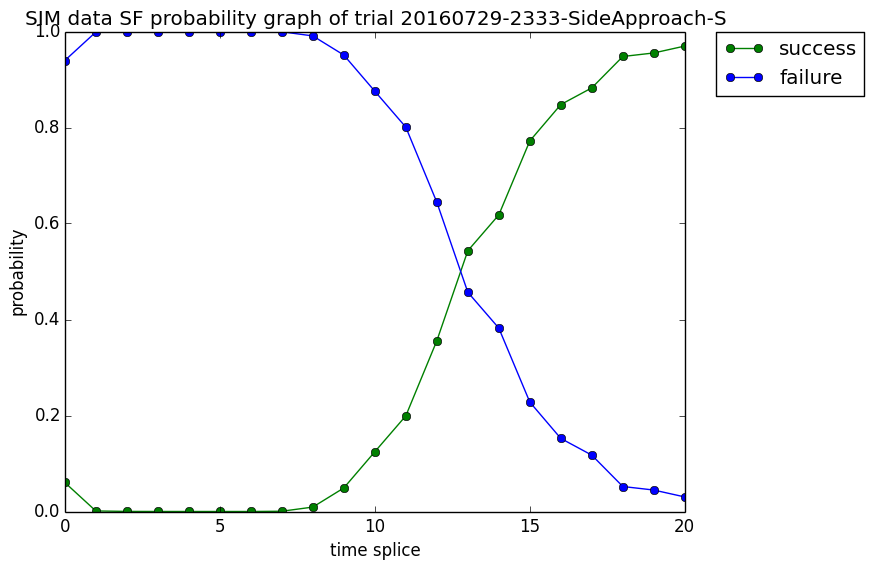 SJM data SF probability graph of trial 20160729-2333-SideApproach-S
success
failure
1.0
0.8
0.6
0.4
0.2
0.0
probability
0 5 10 15 20
time splice